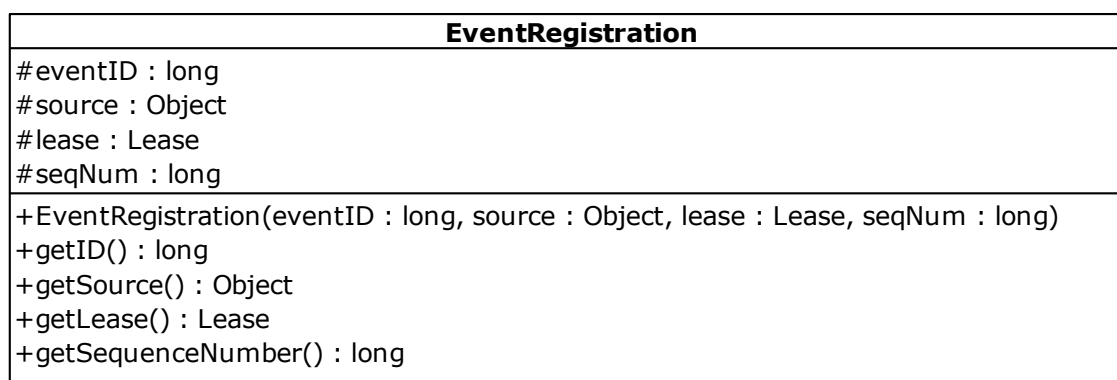 EventRegistration
#eventID : long
#source : Object
#lease : Lease
#seqNum : long
+EventRegistration(eventID : long, source : Object, lease : Lease, seqNum : long)
+getID() : long
+getSource() : Object
+getLease() : Lease
+getSequenceNumber() : long